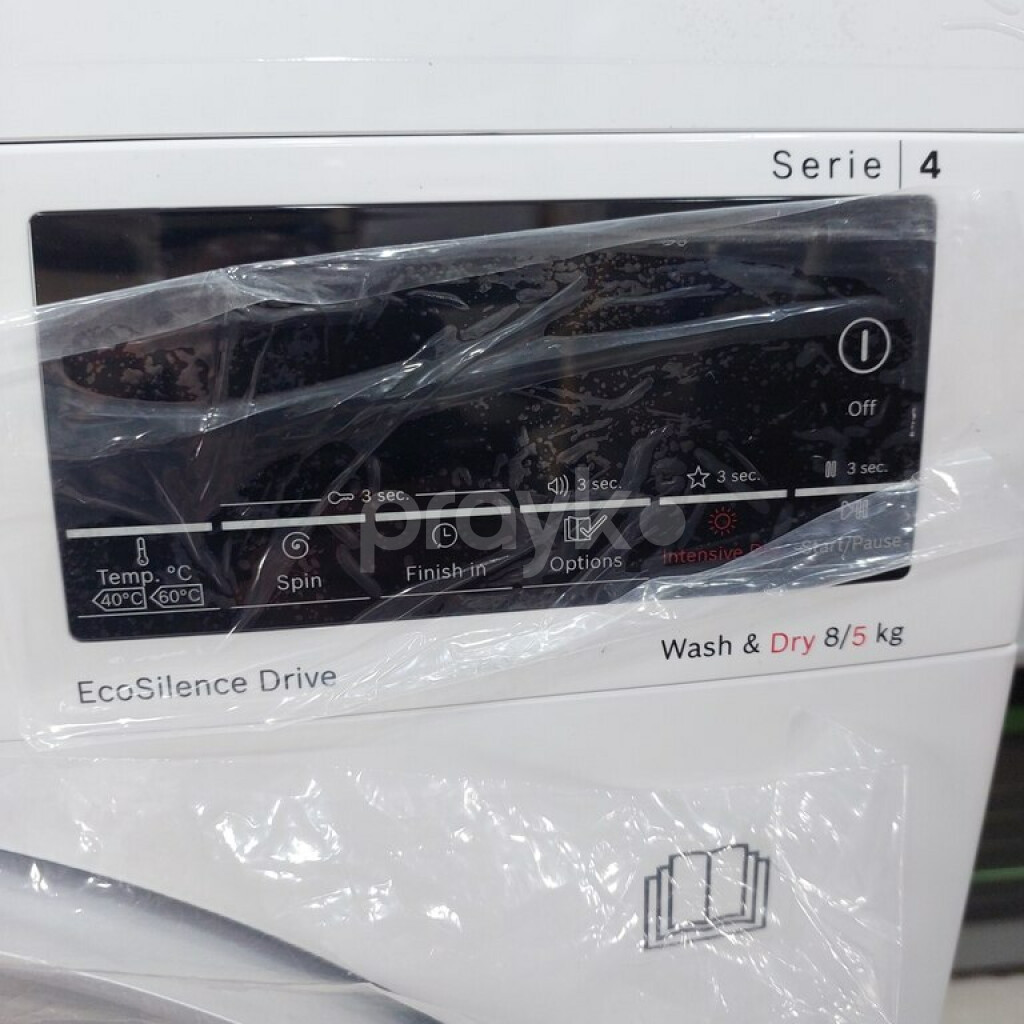 Serie | 4
Off
3 sec.
3 sec.
3 sec.
3 sec.
Temp. °C
40°C 60°C
Spin
Finish in
Options
Intensive
Start/Pause
Wash & Dry 8/5 kg
EcoSilence Drive